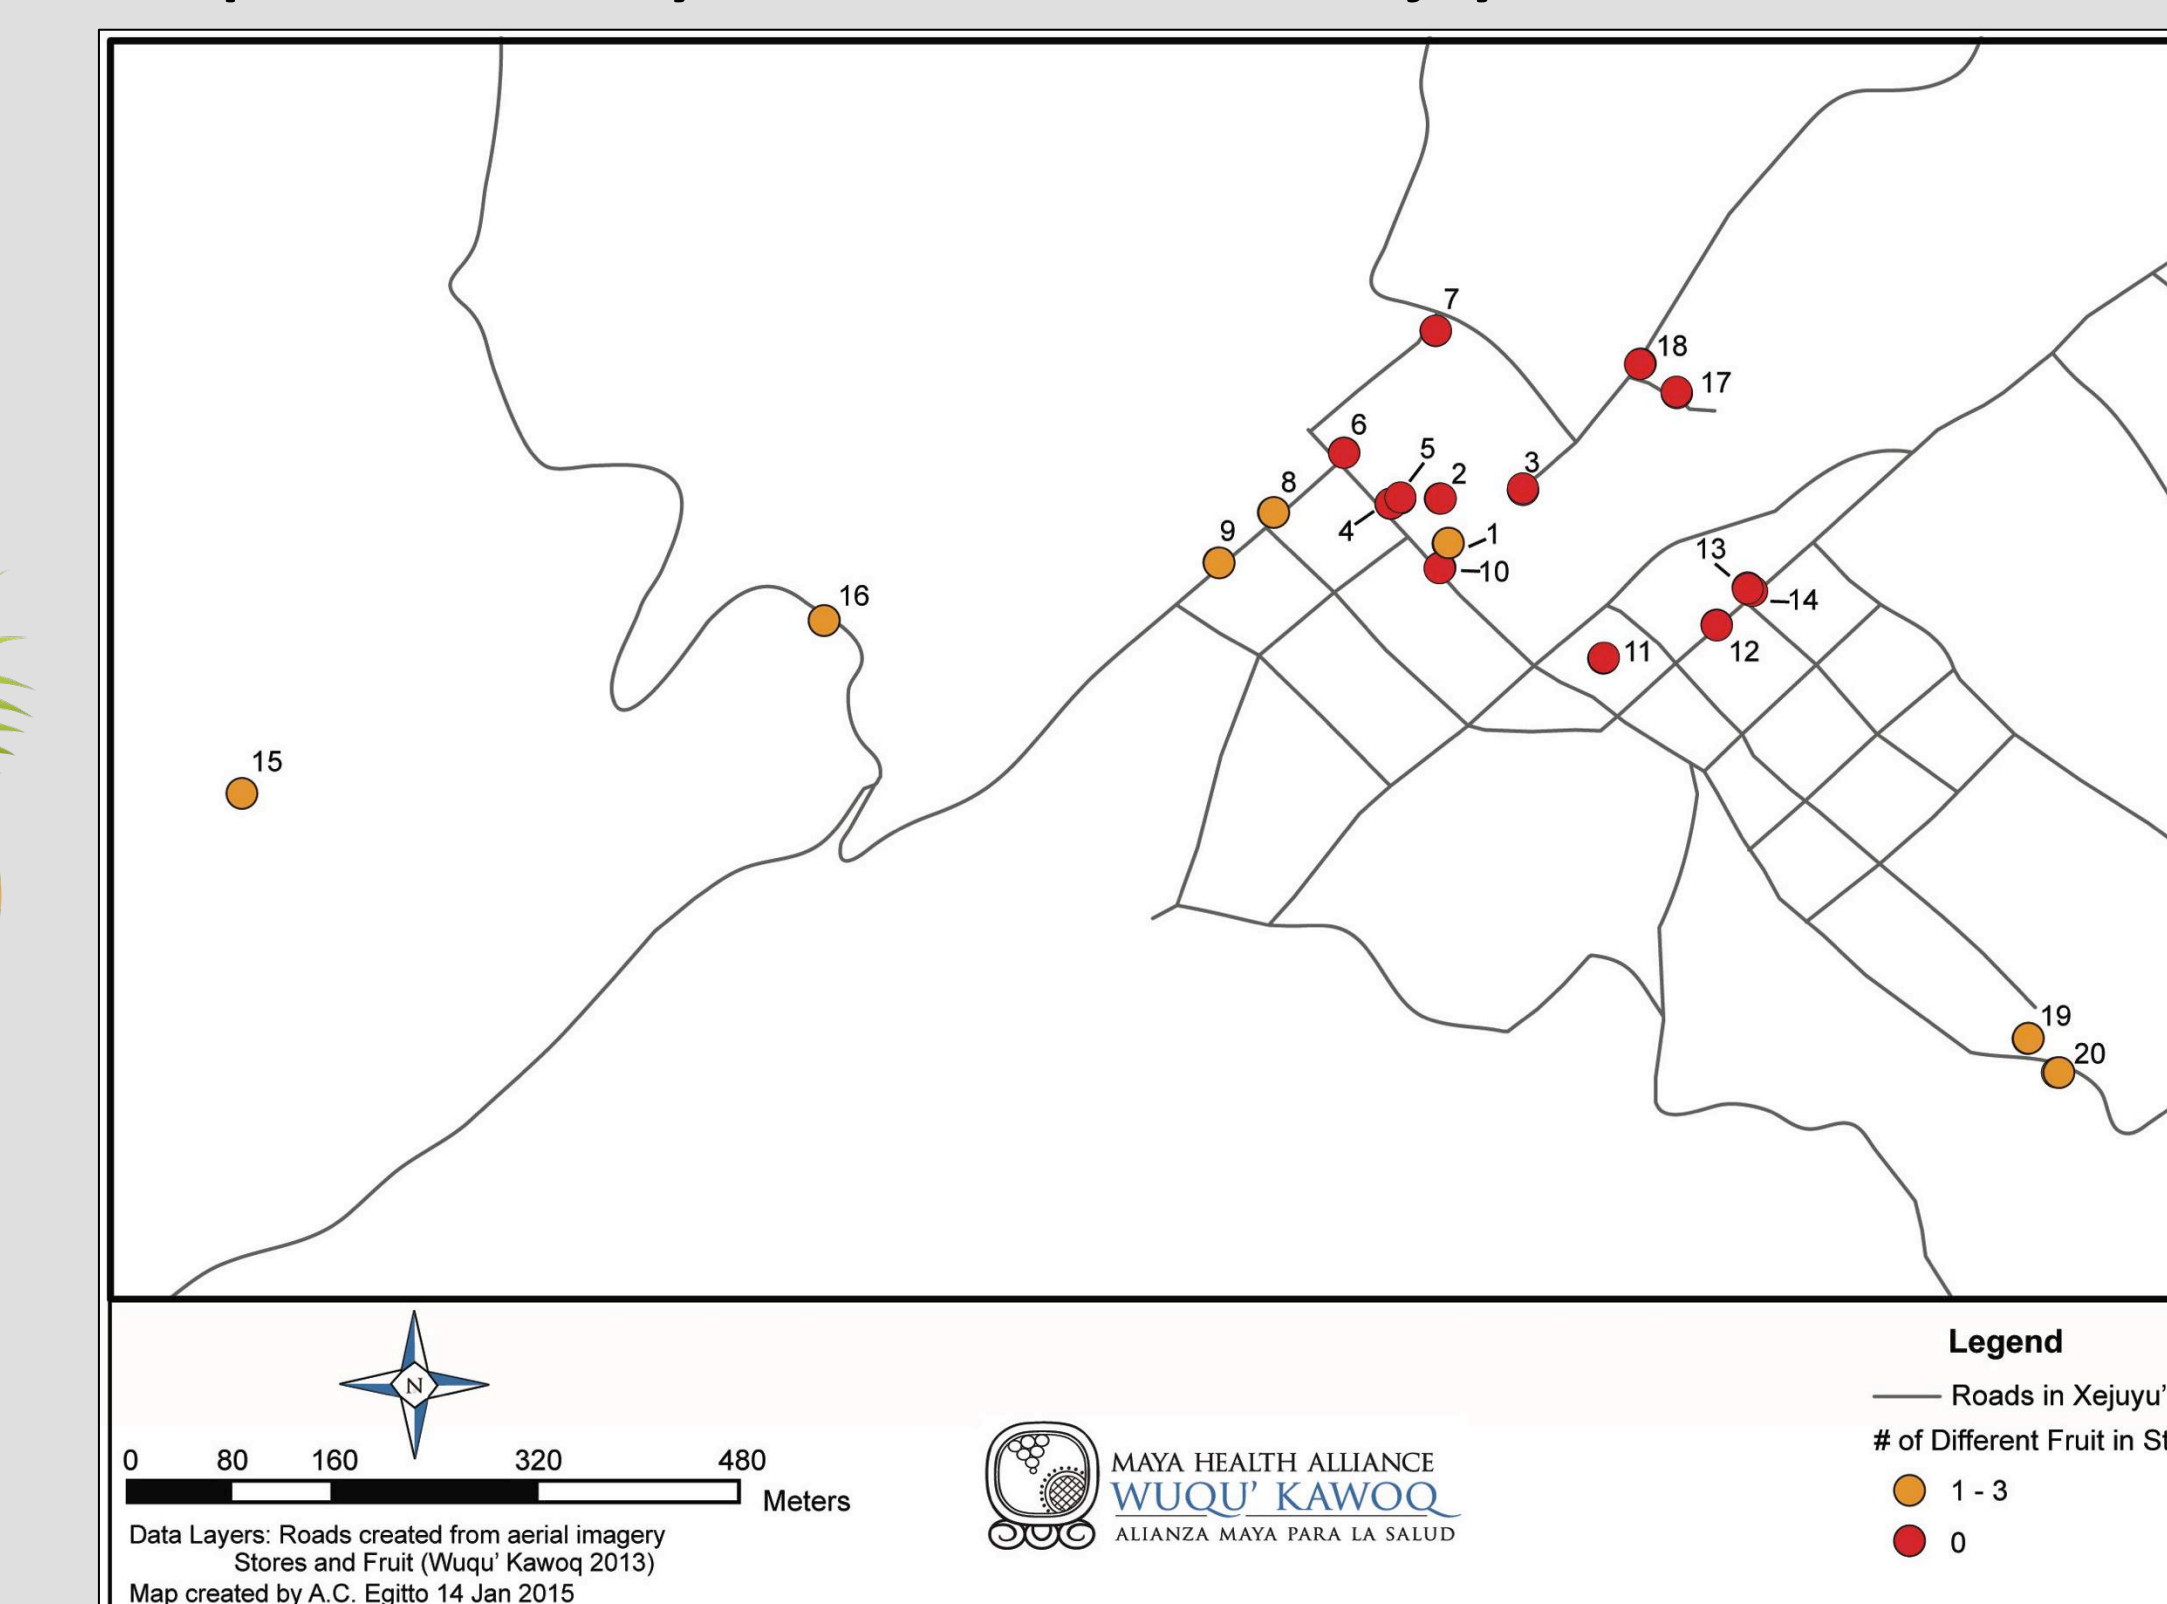 7
18
17
6
5
2
3
8
4
1
9
13
10
14
16
11
12
15
19
20
N
0 80 160 320 480
Meters
Data Layers: Roads created from aerial imagery
Stores and Fruit (Wuqu' Kawoq 2013)
Map created by A.C. Egitto 14 Jan 2015
MAYA HEALTH ALLIANCE
WUQU' KAWOQ
ALIANZA MAYA PARA LA SALUD
Legend
Roads in Xejuyu'
# of Different Fruit in St
1 - 3
0